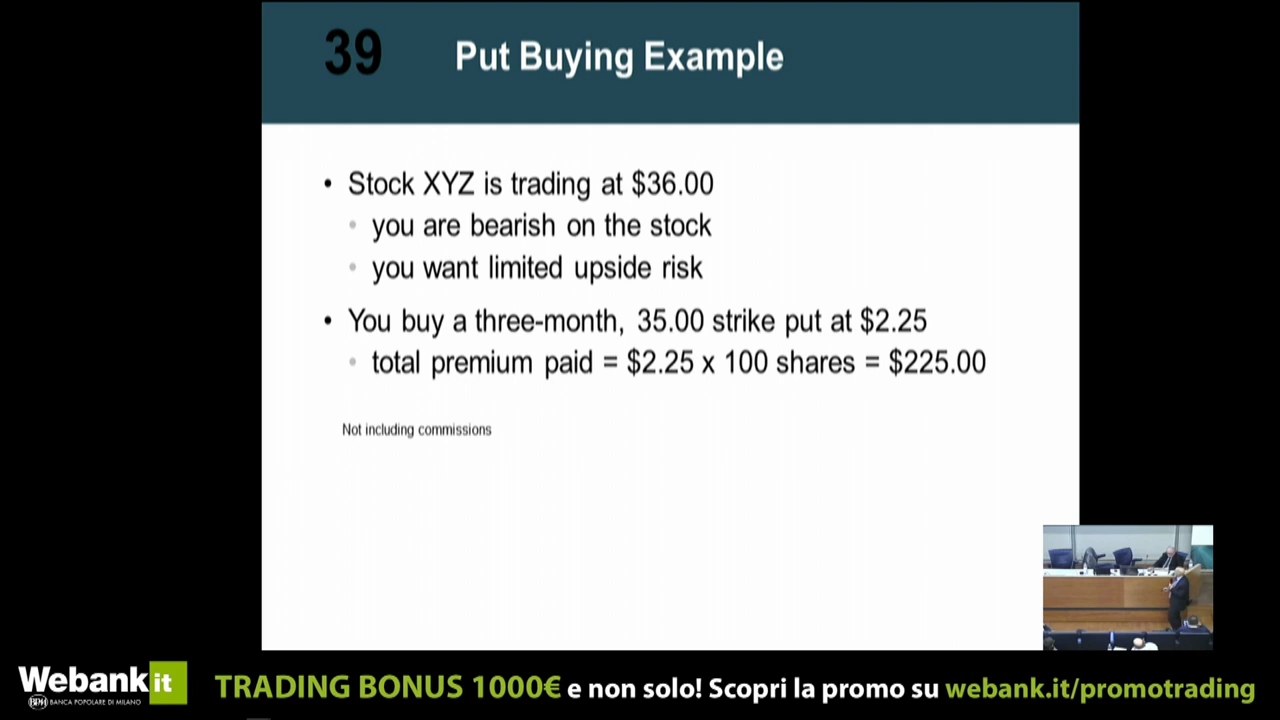 39 Put Buying Example
• Stock XYZ is trading at $36.00
• you are bearish on the stock
• you want limited upside risk
• You buy a three-month, 35.00 strike put at $2.25
• total premium paid = $2.25 x 100 shares = $225.00
Not including commissions
Webank.it
BPM BANCA POPOLARE DI MILANO
TRADING BONUS 1000€ e non solo! Scopri la promo su webank.it/promotrading